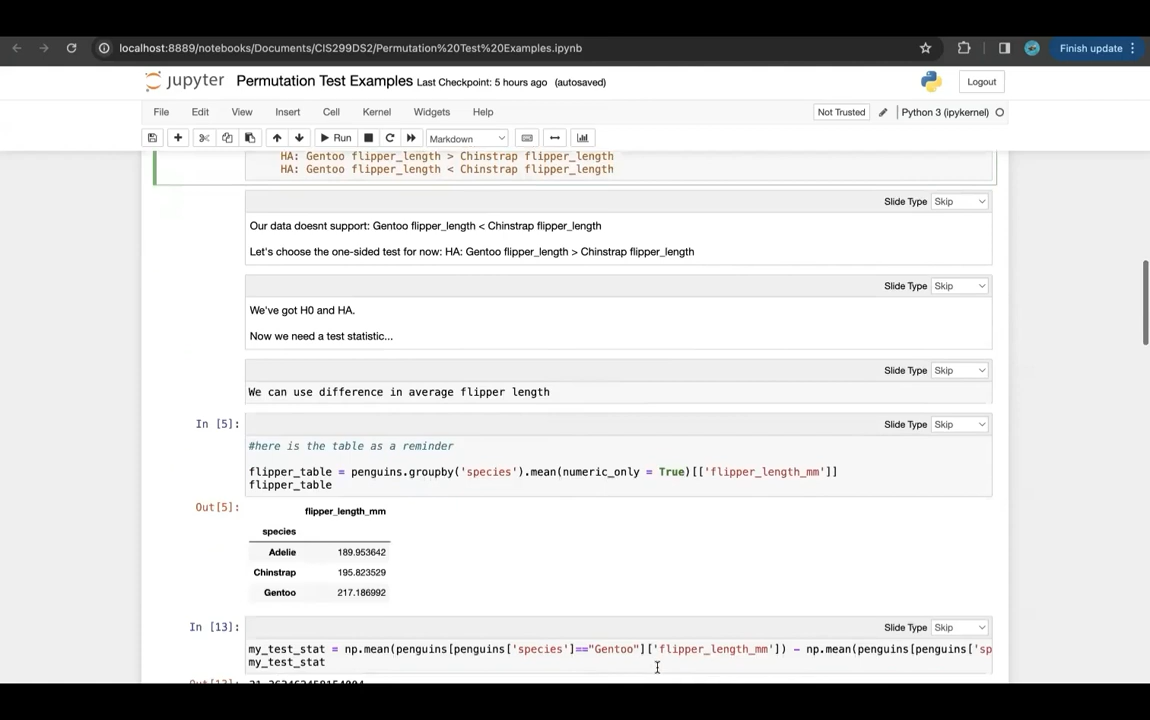 localhost:8889/notebooks/Documents/CIS299DS2/Permutation%20Test%20Examples.ipynb
Finish update
jupyter Permutation Test Examples Last Checkpoint: 5 hours ago (autosaved)
Logout
File Edit View Insert Cell Kernel Widgets Help
Not Trusted
Python 3 (ipykernel)
Run
Markdown
HA: Gentoo flipper_length > Chinstrap flipper_length
HA: Gentoo flipper_length < Chinstrap flipper_length
Slide Type Skip
Our data doesnt support: Gentoo flipper_length < Chinstrap flipper_length
Let's choose the one-sided test for now: HA: Gentoo flipper_length > Chinstrap flipper_length
Slide Type Skip
We've got H0 and HA.
Now we need a test statistic...
Slide Type Skip
We can use difference in average flipper length
In [5]:
Slide Type Skip
#here is the table as a reminder
flipper_table = penguins.groupby('species').mean(numeric_only = True)[['flipper_length_mm']]
flipper_table
Out[5]:
flipper_length_mm
species
Adelie 189.953642
Chinstrap 195.823529
Gentoo 217.186992
In [13]:
Slide Type Skip
my_test_stat = np.mean(penguins[penguins['species']=="Gentoo"]['flipper_length_mm']) - np.mean(penguins[penguins['sp
my_test_stat